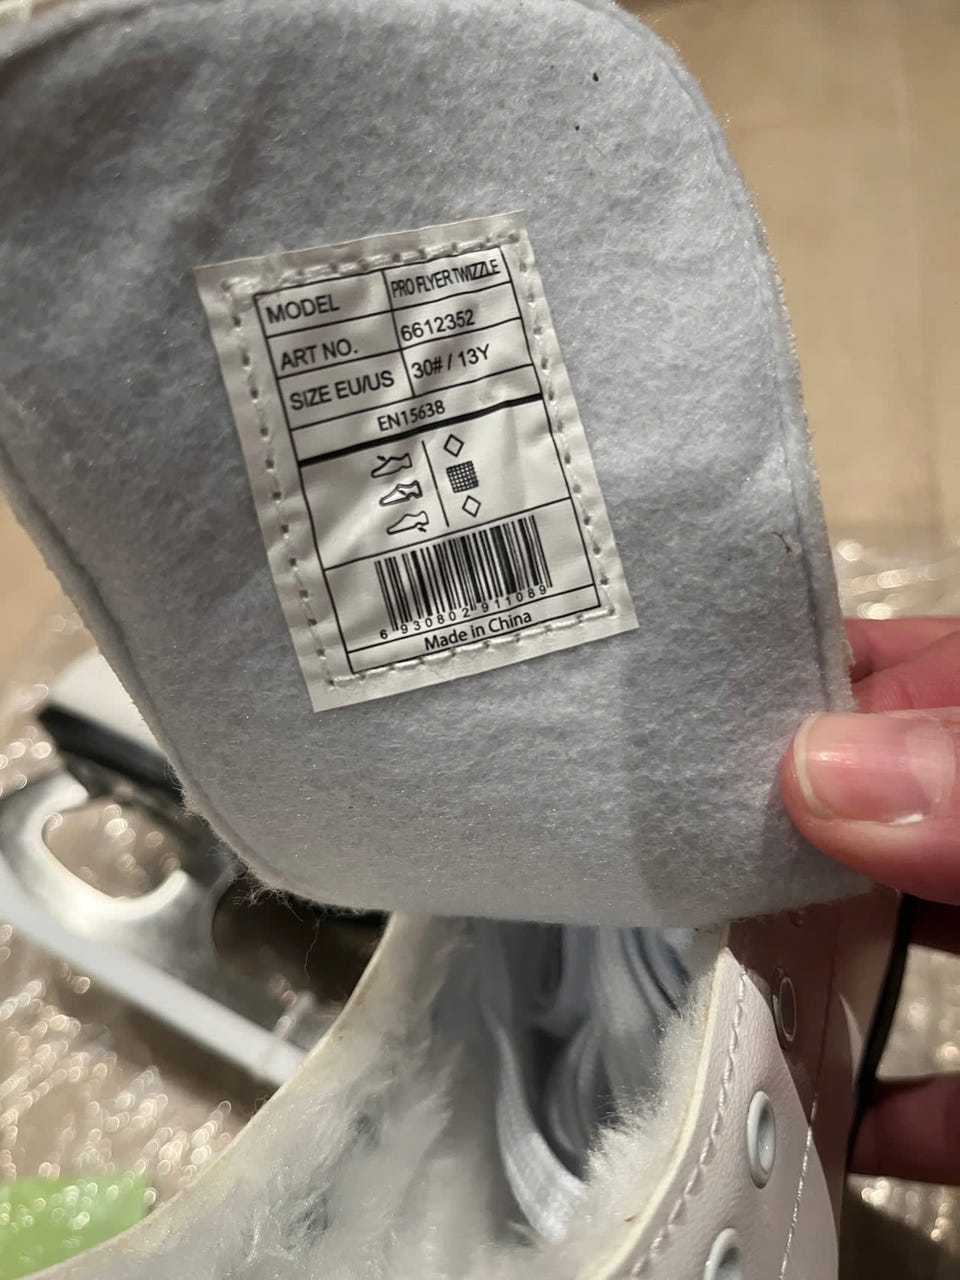 MODEL PRO FLYER TWIZZLE
ART NO. 6612352
SIZE EU/US 30# / 13Y
EN15638
6 930802 911089
Made in China